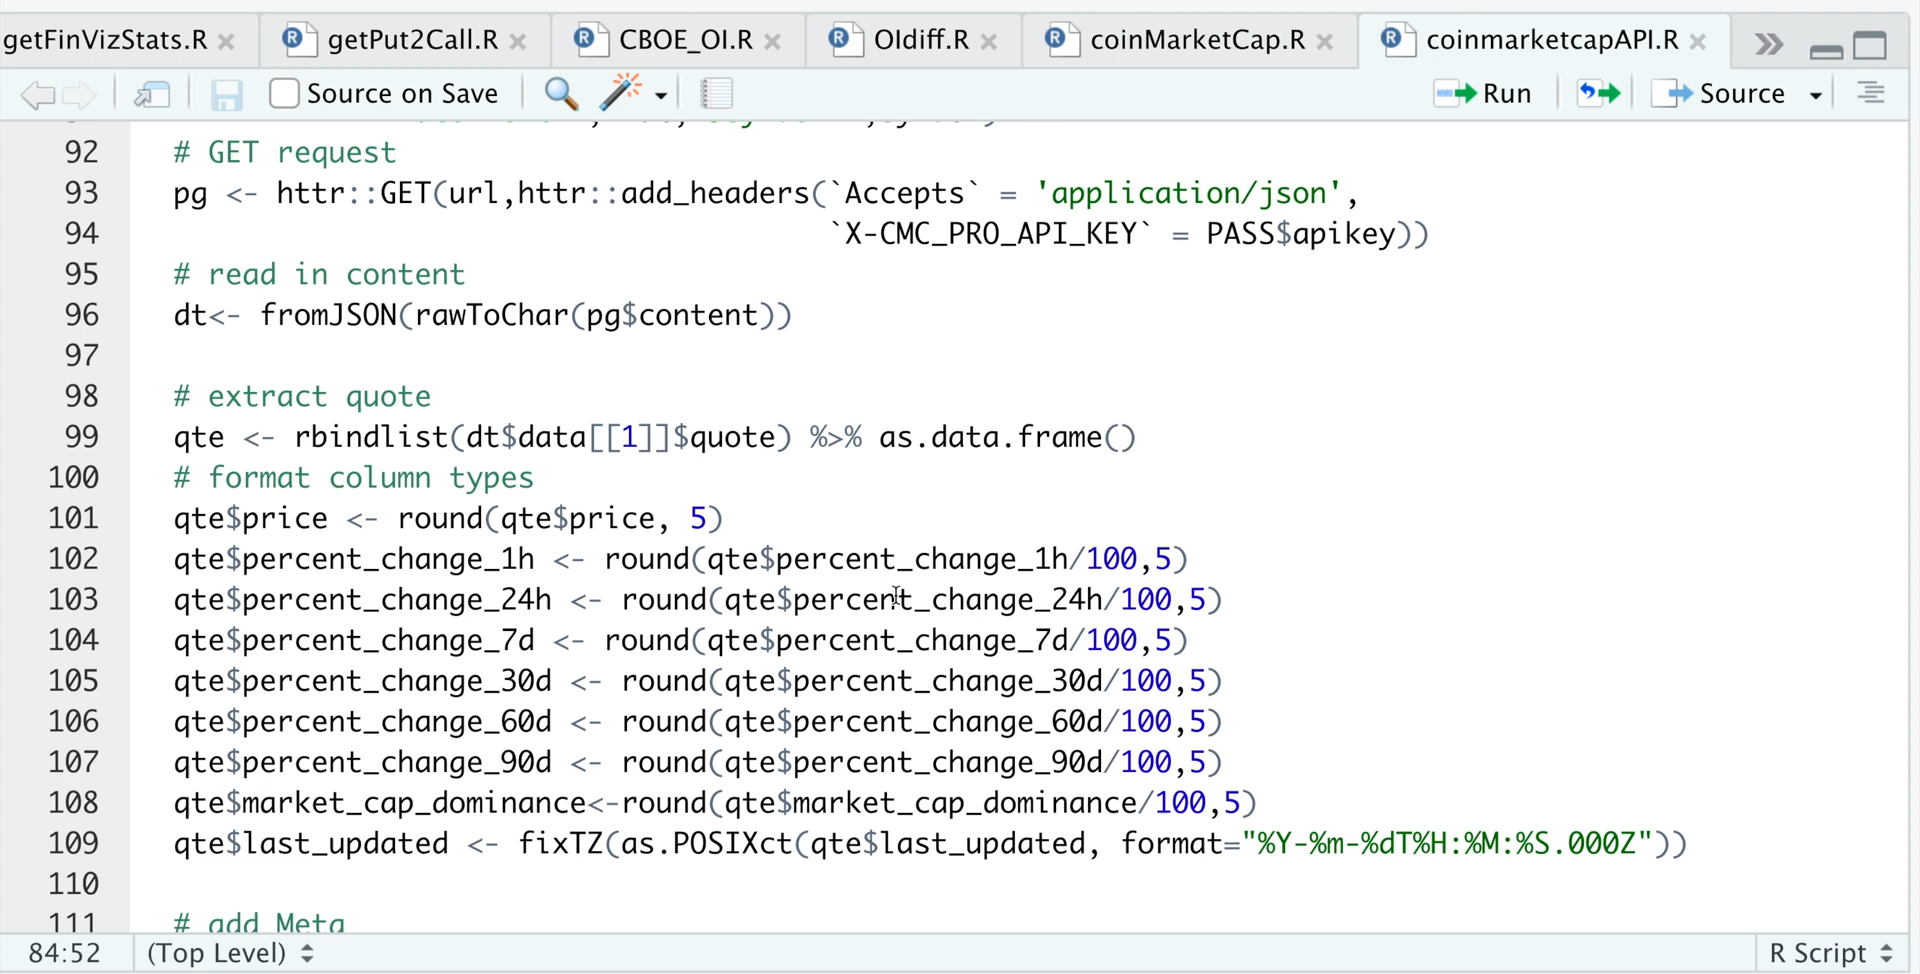 getFinVizStats.R getPut2Call.R CBOE_OI.R OIdiff.R coinMarketCap.R coinmarketcapAPI.R
Source on Save Run Source
92 # GET request
93 pg <- httr::GET(url,httr::add_headers(`Accepts` = 'application/json',
94 `X-CMC_PRO_API_KEY` = PASS$apikey))
95 # read in content
96 dt<- fromJSON(rawToChar(pg$content))
97
98 # extract quote
99 qte <- rbindlist(dt$data[[1]]$quote) %>% as.data.frame()
100 # format column types
101 qte$price <- round(qte$price, 5)
102 qte$percent_change_1h <- round(qte$percent_change_1h/100,5)
103 qte$percent_change_24h <- round(qte$percent_change_24h/100,5)
104 qte$percent_change_7d <- round(qte$percent_change_7d/100,5)
105 qte$percent_change_30d <- round(qte$percent_change_30d/100,5)
106 qte$percent_change_60d <- round(qte$percent_change_60d/100,5)
107 qte$percent_change_90d <- round(qte$percent_change_90d/100,5)
108 qte$market_cap_dominance<-round(qte$market_cap_dominance/100,5)
109 qte$last_updated <- fixTZ(as.POSIXct(qte$last_updated, format="%Y-%m-%dT%H:%M:%S.000Z"))
110
111 # add Meta
84:52 (Top Level) R Script